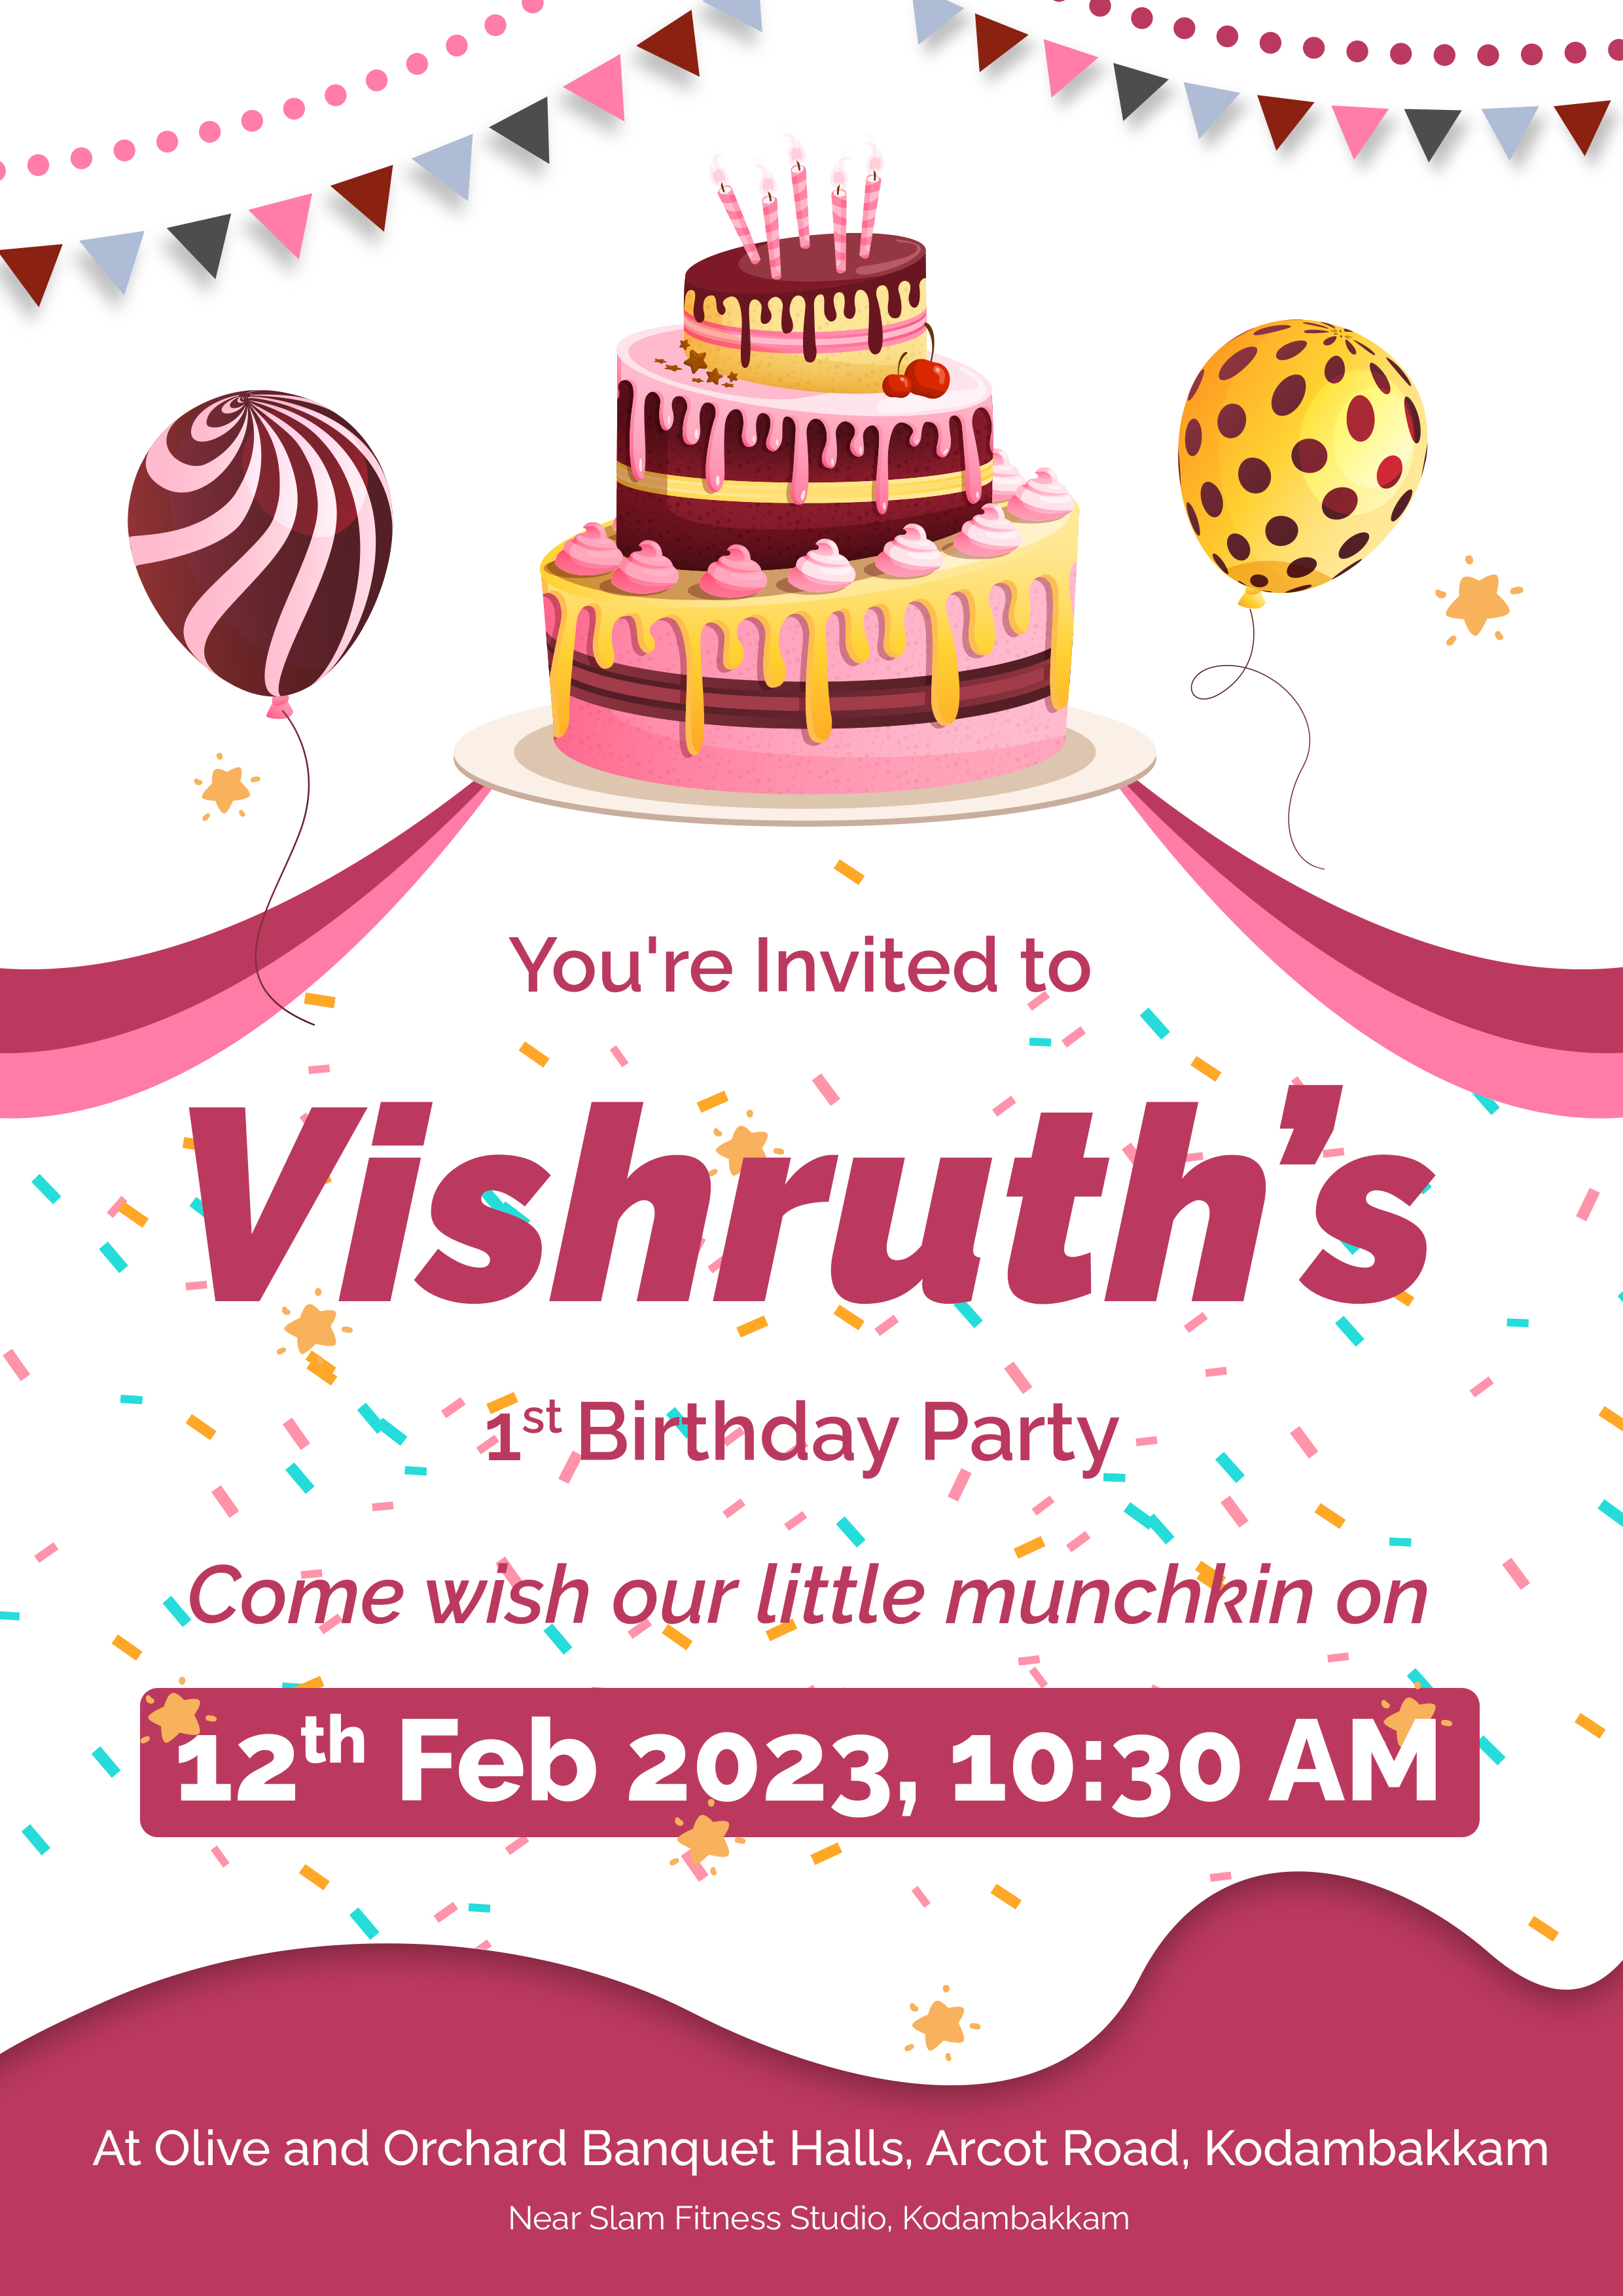 You're Invited to
Vishruth’s
1st Birthday Party
Come wish our little munchkin on
12th Feb 2023, 10:30 AM
At Olive and Orchard Banquet Halls, Arcot Road, Kodambakkam
Near Slam Fitness Studio, Kodambakkam